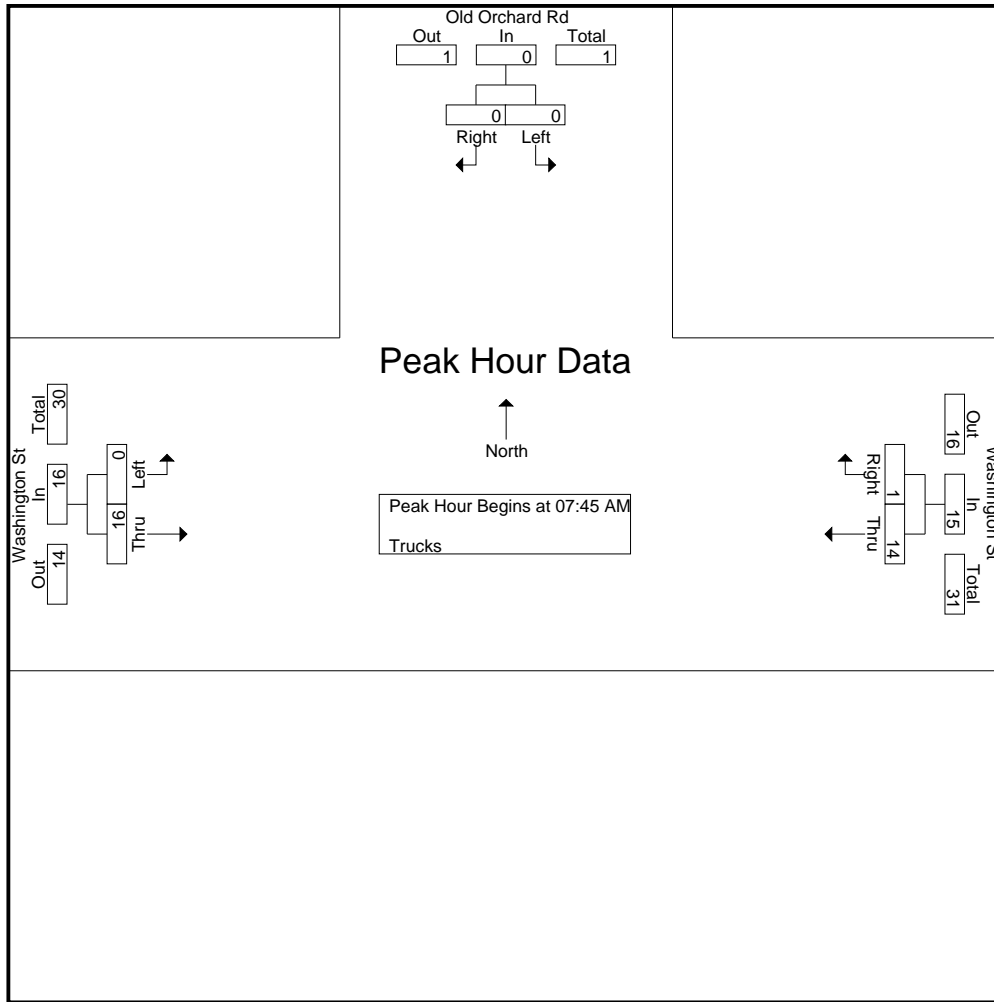 Old Orchard Rd
Out In Total
1 0 1
0 0
Right Left
Peak Hour Data
North
Peak Hour Begins at 07:45 AM
Trucks
Washington St
Total In Out
30 16 14
0 16
Left Thru
Washington St
Out In Total
16 15 31
1 14
Right Thru